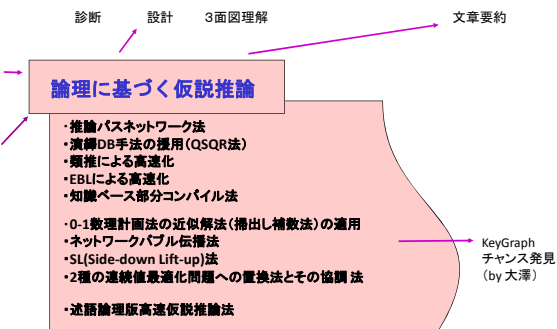 診断 設計 3面図理解 文章要約
論理に基づく仮説推論
・推論パスネットワーク法
・演繹DB手法の援用(QSQR法)
・類推による高速化
・EBLによる高速化
・知識ベース部分コンパイル法
・0-1数理計画法の近似解法(掃出し補数法)の適用
・ネットワークバブル伝播法
・SL(Side-down Lift-up)法
・2種の連続値最適化問題への置換法とその協調 法
・述語論理版高速仮説推論法
KeyGraph
チャンス発見
(by 大澤)